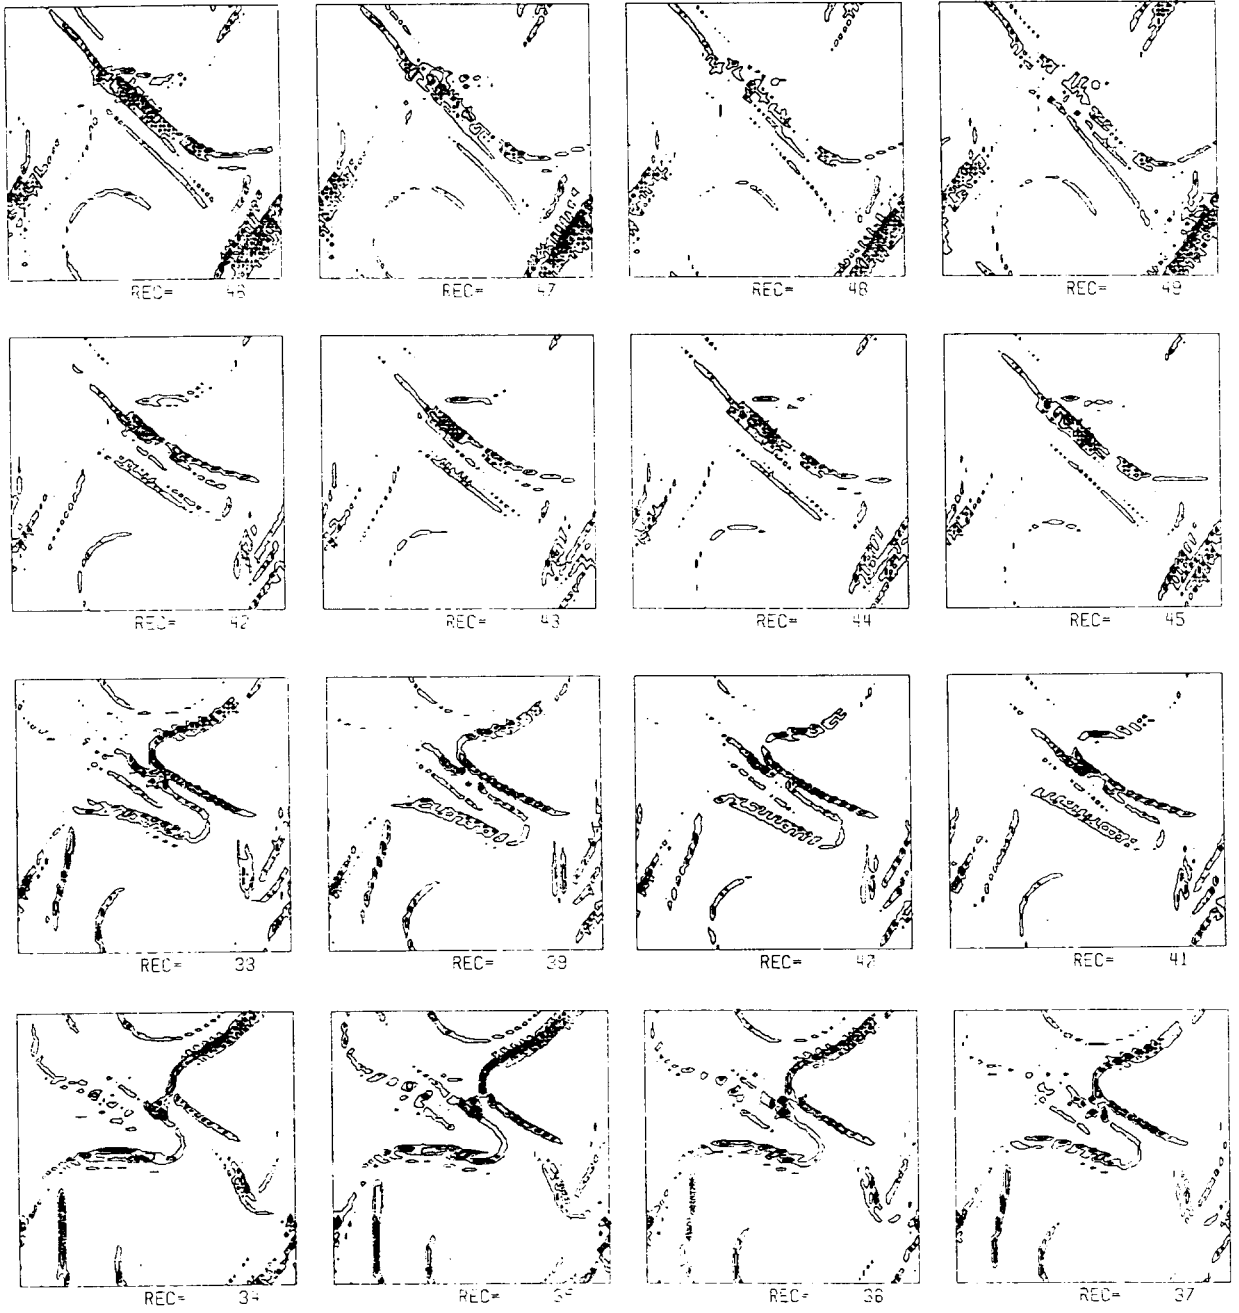 REC= 46
REC= 47
REC= 48
REC= 49
REC= 42
REC= 43
REC= 44
REC= 45
REC= 38
REC= 39
REC= 40
REC= 41
REC= 34
REC= 35
REC= 36
REC= 37